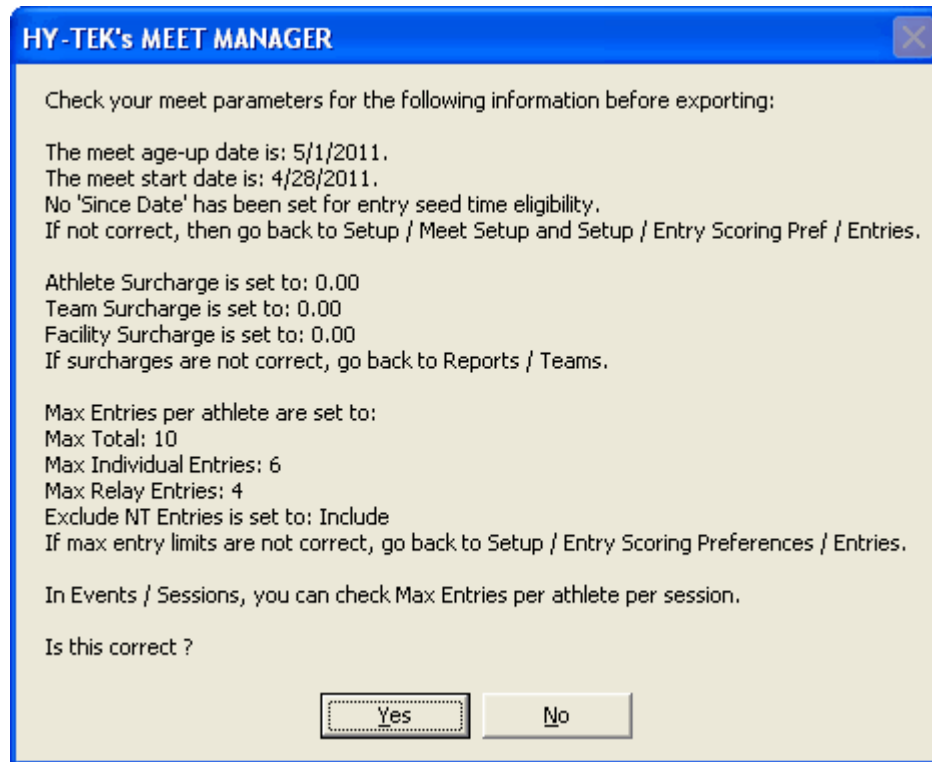 HY-TEK's MEET MANAGER
Check your meet parameters for the following information before exporting:
The meet age-up date is: 5/1/2011.
The meet start date is: 4/28/2011.
No 'Since Date' has been set for entry seed time eligibility.
If not correct, then go back to Setup / Meet Setup and Setup / Entry Scoring Pref / Entries.
Athlete Surcharge is set to: 0.00
Team Surcharge is set to: 0.00
Facility Surcharge is set to: 0.00
If surcharges are not correct, go back to Reports / Teams.
Max Entries per athlete are set to:
Max Total: 10
Max Individual Entries: 6
Max Relay Entries: 4
Exclude NT Entries is set to: Include
If max entry limits are not correct, go back to Setup / Entry Scoring Preferences / Entries.
In Events / Sessions, you can check Max Entries per athlete per session.
Is this correct ?
Yes No